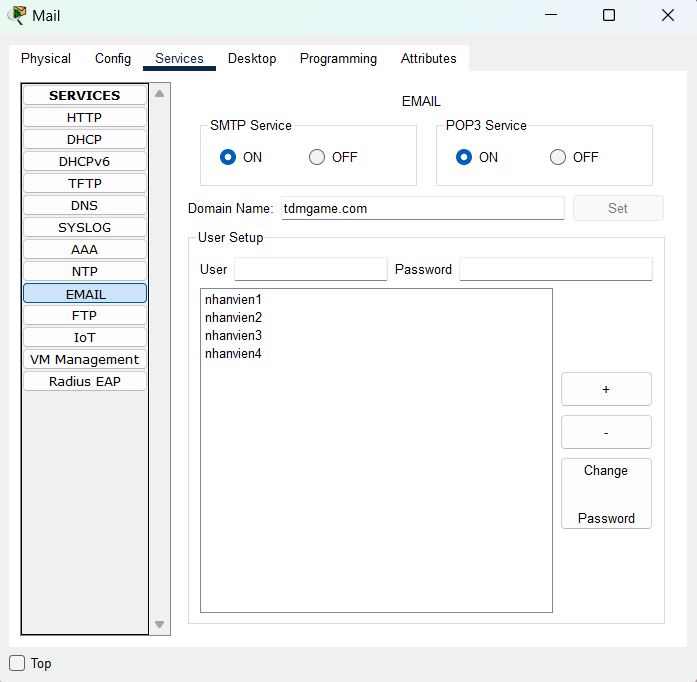 Mail
Physical Config Services Desktop Programming Attributes
SERVICES
HTTP
DHCP
DHCPv6
TFTP
DNS
SYSLOG
AAA
NTP
EMAIL
FTP
IoT
VM Management
Radius EAP
EMAIL
SMTP Service
ON OFF
POP3 Service
ON OFF
Domain Name: tdmgame.com Set
User Setup
User Password
nhanvien1
nhanvien2
nhanvien3
nhanvien4
+
-
Change
Password
Top